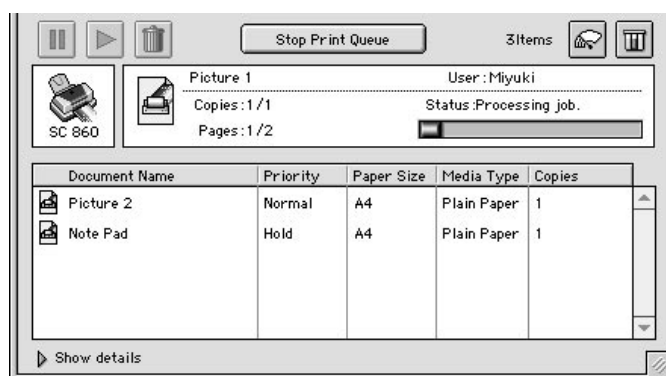 Stop Print Queue 3Items
SC 860
Picture 1 User:Miyuki
Copies:1/1 Status:Processing job.
Pages:1/2
Document Name Priority Paper Size Media Type Copies
Picture 2 Normal A4 Plain Paper 1
Note Pad Hold A4 Plain Paper 1
Show details